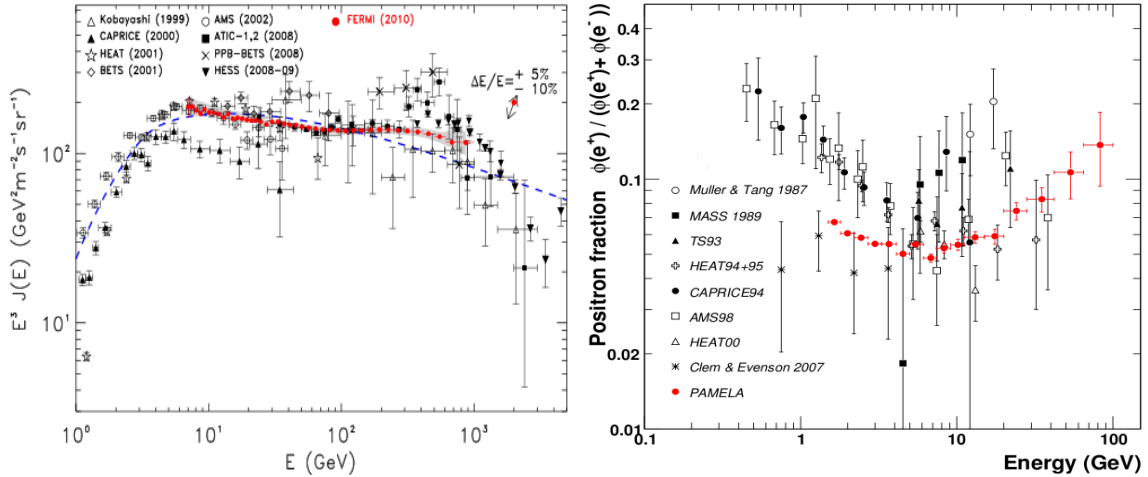 Kobayashi (1999)
CAPRICE (2000)
HEAT (2001)
BETS (2001)
AMS (2002)
ATIC-1,2 (2008)
PPB-BETS (2008)
HESS (2008-09)
FERMI (2010)
ΔE/E= + 5%
- 10%
E³ J(E) (GeV²m⁻²s⁻¹sr⁻¹)
10²
10¹
10⁰ 10¹ 10² 10³
E (GeV)
Positron fraction φ(e⁺) / (φ(e⁺)+ φ(e⁻))
0.4
0.3
0.2
0.1
0.02
0.01
Muller & Tang 1987
MASS 1989
TS93
HEAT94+95
CAPRICE94
AMS98
HEAT00
Clem & Evenson 2007
PAMELA
0.1 1 10 100
Energy (GeV)